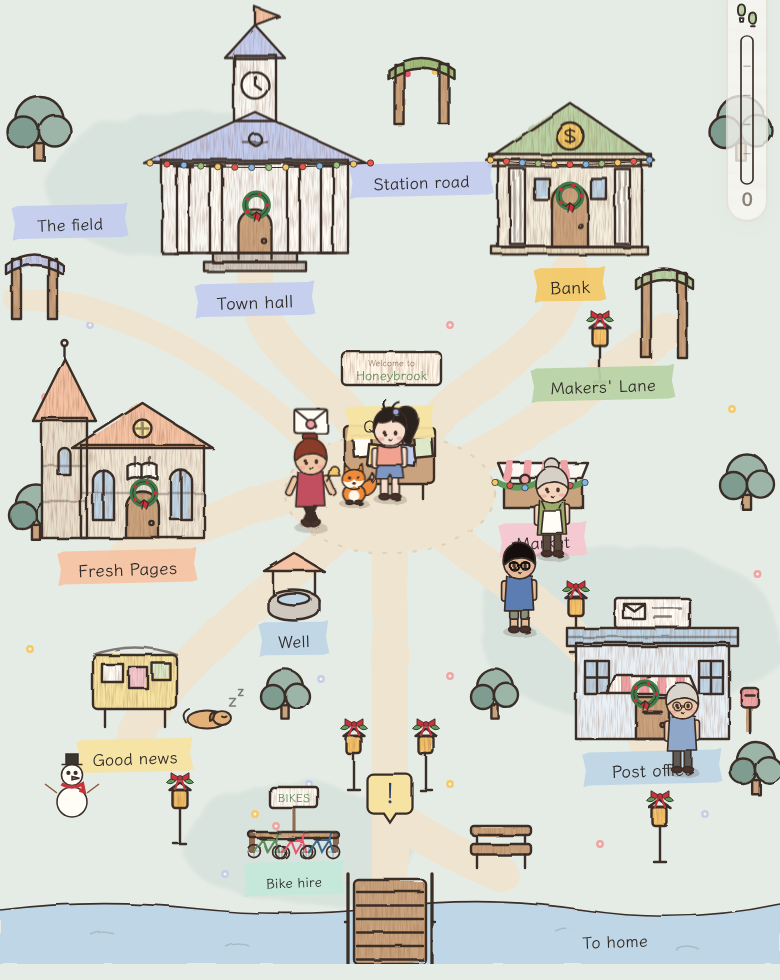 Station road
The field
Town hall
Bank
Makers' Lane
Welcome to
Honeybrook
Market
Fresh Pages
Well
z z
Good news
Post office
BIKES
!
Bike hire
To home
$
0